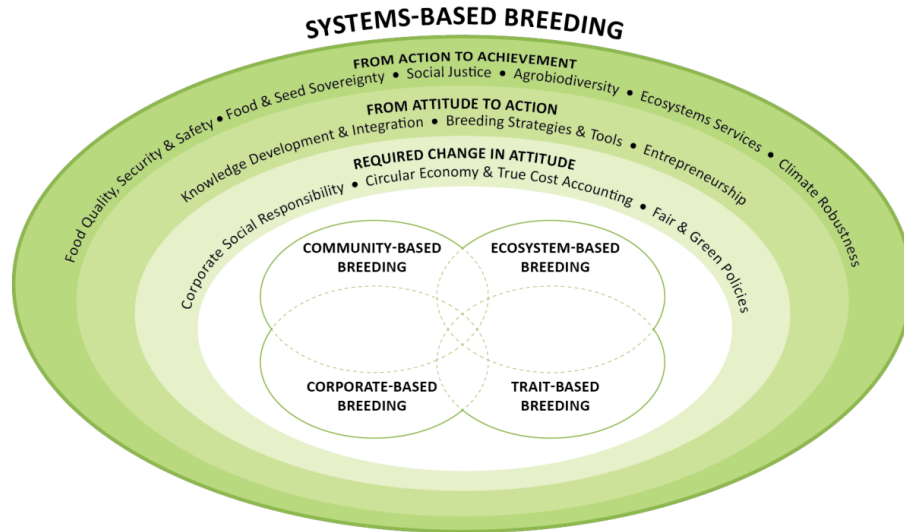 SYSTEMS-BASED BREEDING
FROM ACTION TO ACHIEVEMENT
Food Quality, Security & Safety • Food & Seed Sovereignty • Social Justice • Agrobiodiversity • Ecosystems Services • Climate Robustness
FROM ATTITUDE TO ACTION
Knowledge Development & Integration • Breeding Strategies & Tools • Entrepreneurship
REQUIRED CHANGE IN ATTITUDE
Corporate Social Responsibility • Circular Economy & True Cost Accounting • Fair & Green Policies
COMMUNITY-BASED
BREEDING
ECOSYSTEM-BASED
BREEDING
CORPORATE-BASED
BREEDING
TRAIT-BASED
BREEDING